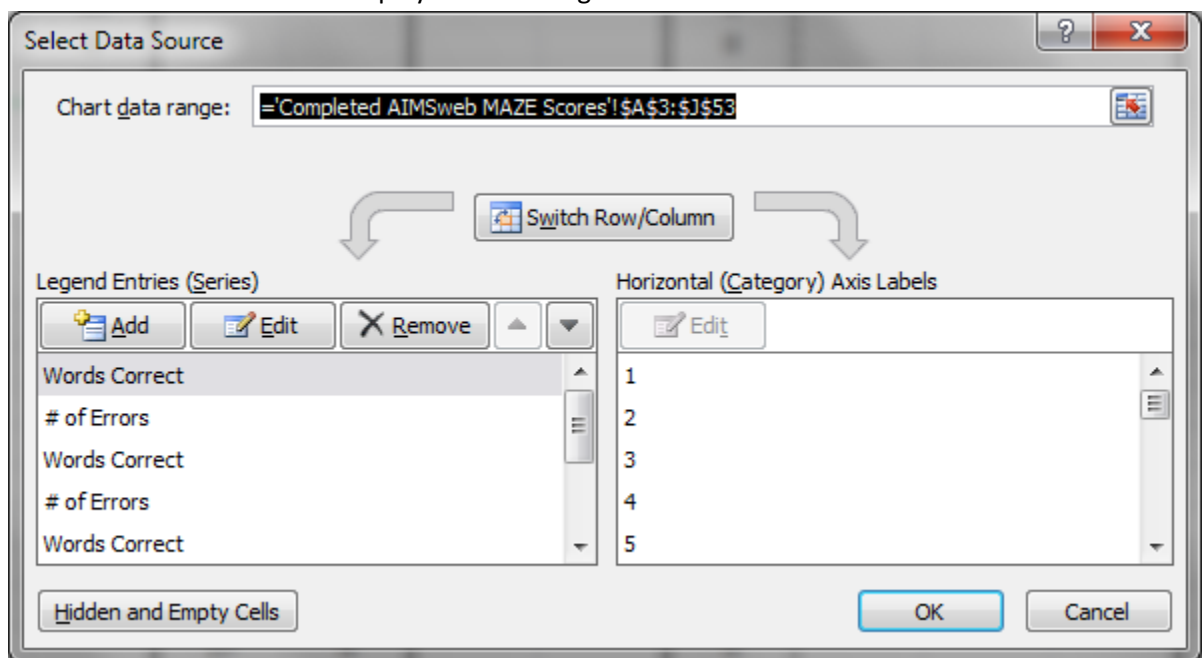 Select Data Source
Chart data range: ='Completed AIMSweb MAZE Scores'!$A$3:$J$53
Switch Row/Column
Legend Entries (Series)
Horizontal (Category) Axis Labels
Add Edit Remove
Edit
Words Correct
# of Errors
Words Correct
# of Errors
Words Correct
1
2
3
4
5
Hidden and Empty Cells
OK Cancel